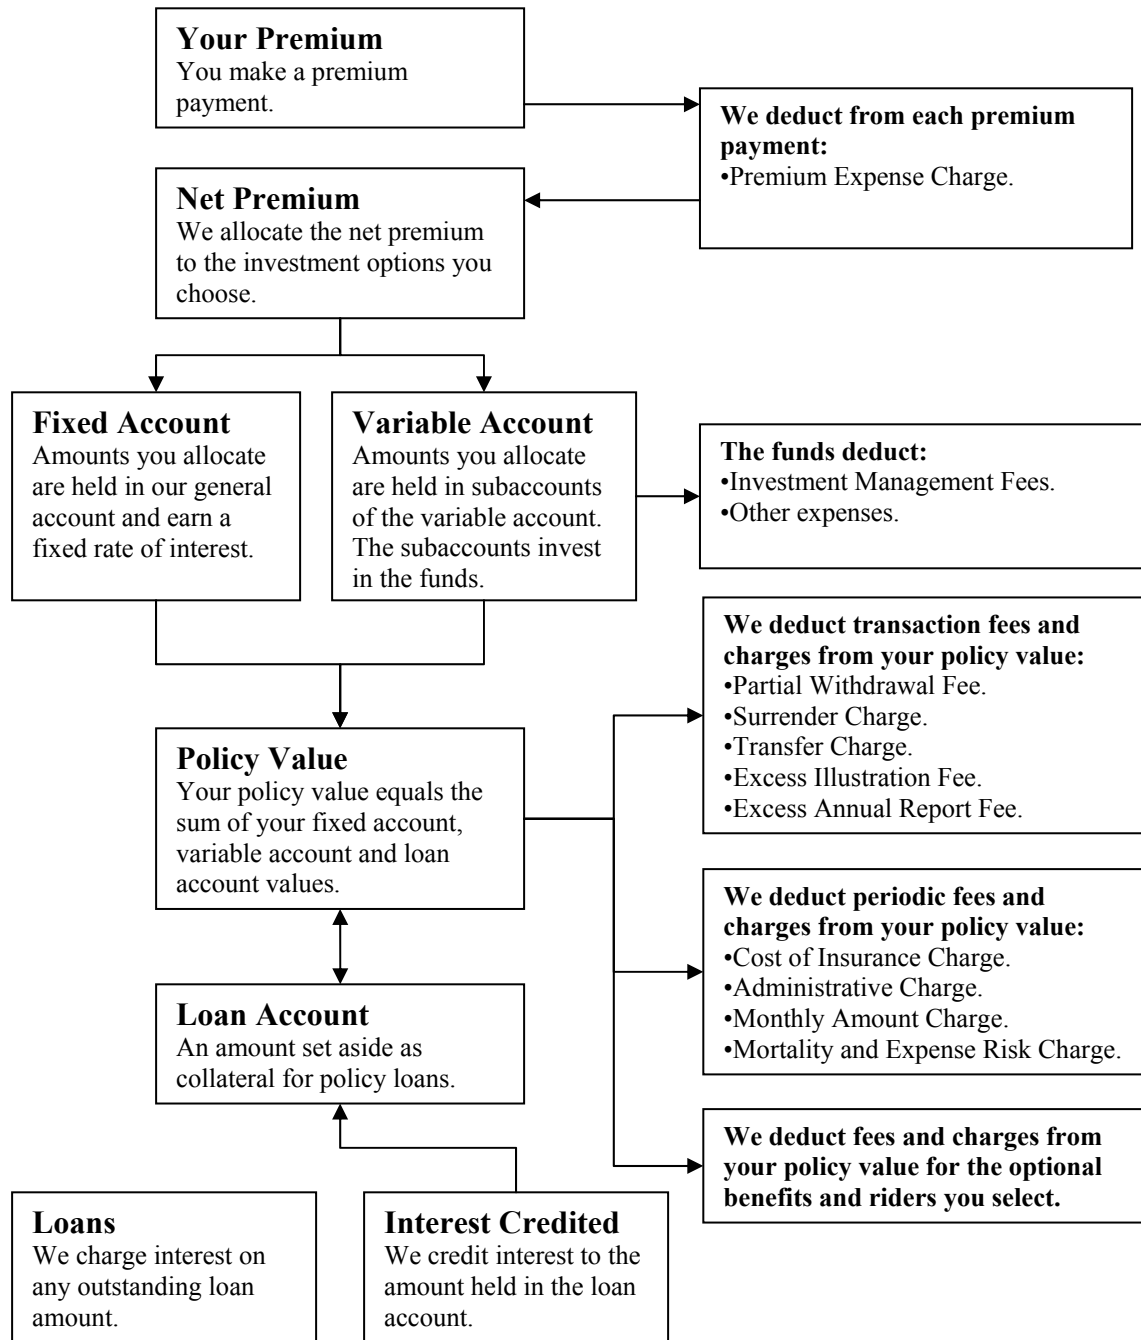 Your Premium
You make a premium
payment.
We deduct from each premium
payment:
•Premium Expense Charge.
Net Premium
We allocate the net premium
to the investment options you
choose.
Fixed Account
Amounts you allocate
are held in our general
account and earn a
fixed rate of interest.
Variable Account
Amounts you allocate
are held in subaccounts
of the variable account.
The subaccounts invest
in the funds.
The funds deduct:
•Investment Management Fees.
•Other expenses.
We deduct transaction fees and
charges from your policy value:
•Partial Withdrawal Fee.
•Surrender Charge.
•Transfer Charge.
•Excess Illustration Fee.
•Excess Annual Report Fee.
Policy Value
Your policy value equals the
sum of your fixed account,
variable account and loan
account values.
We deduct periodic fees and
charges from your policy value:
•Cost of Insurance Charge.
•Administrative Charge.
•Monthly Amount Charge.
•Mortality and Expense Risk Charge.
Loan Account
An amount set aside as
collateral for policy loans.
We deduct fees and charges from
your policy value for the optional
benefits and riders you select.
Loans
We charge interest on
any outstanding loan
amount.
Interest Credited
We credit interest to the
amount held in the loan
account.